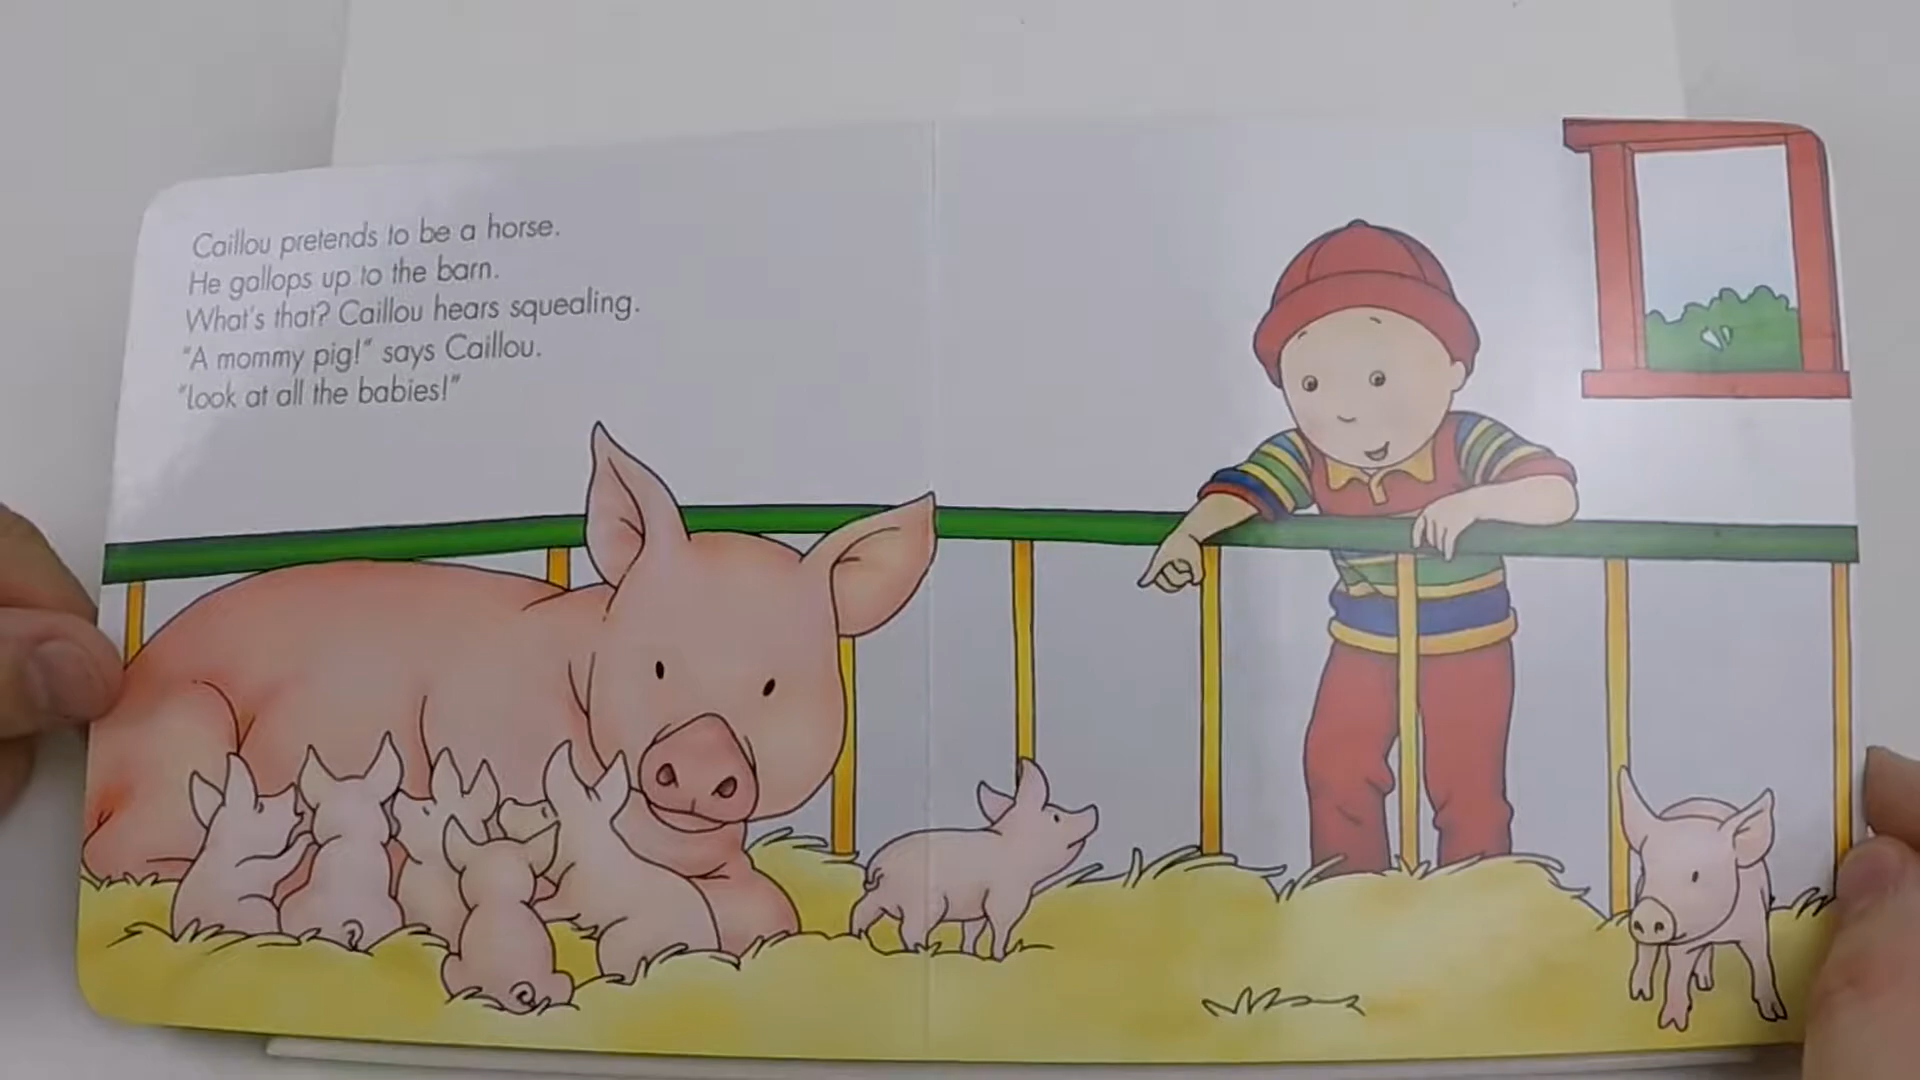 Caillou pretends to be a horse.
He gallops up to the barn.
What's that? Caillou hears squealing.
"A mommy pig!" says Caillou.
"look at all the babies!"